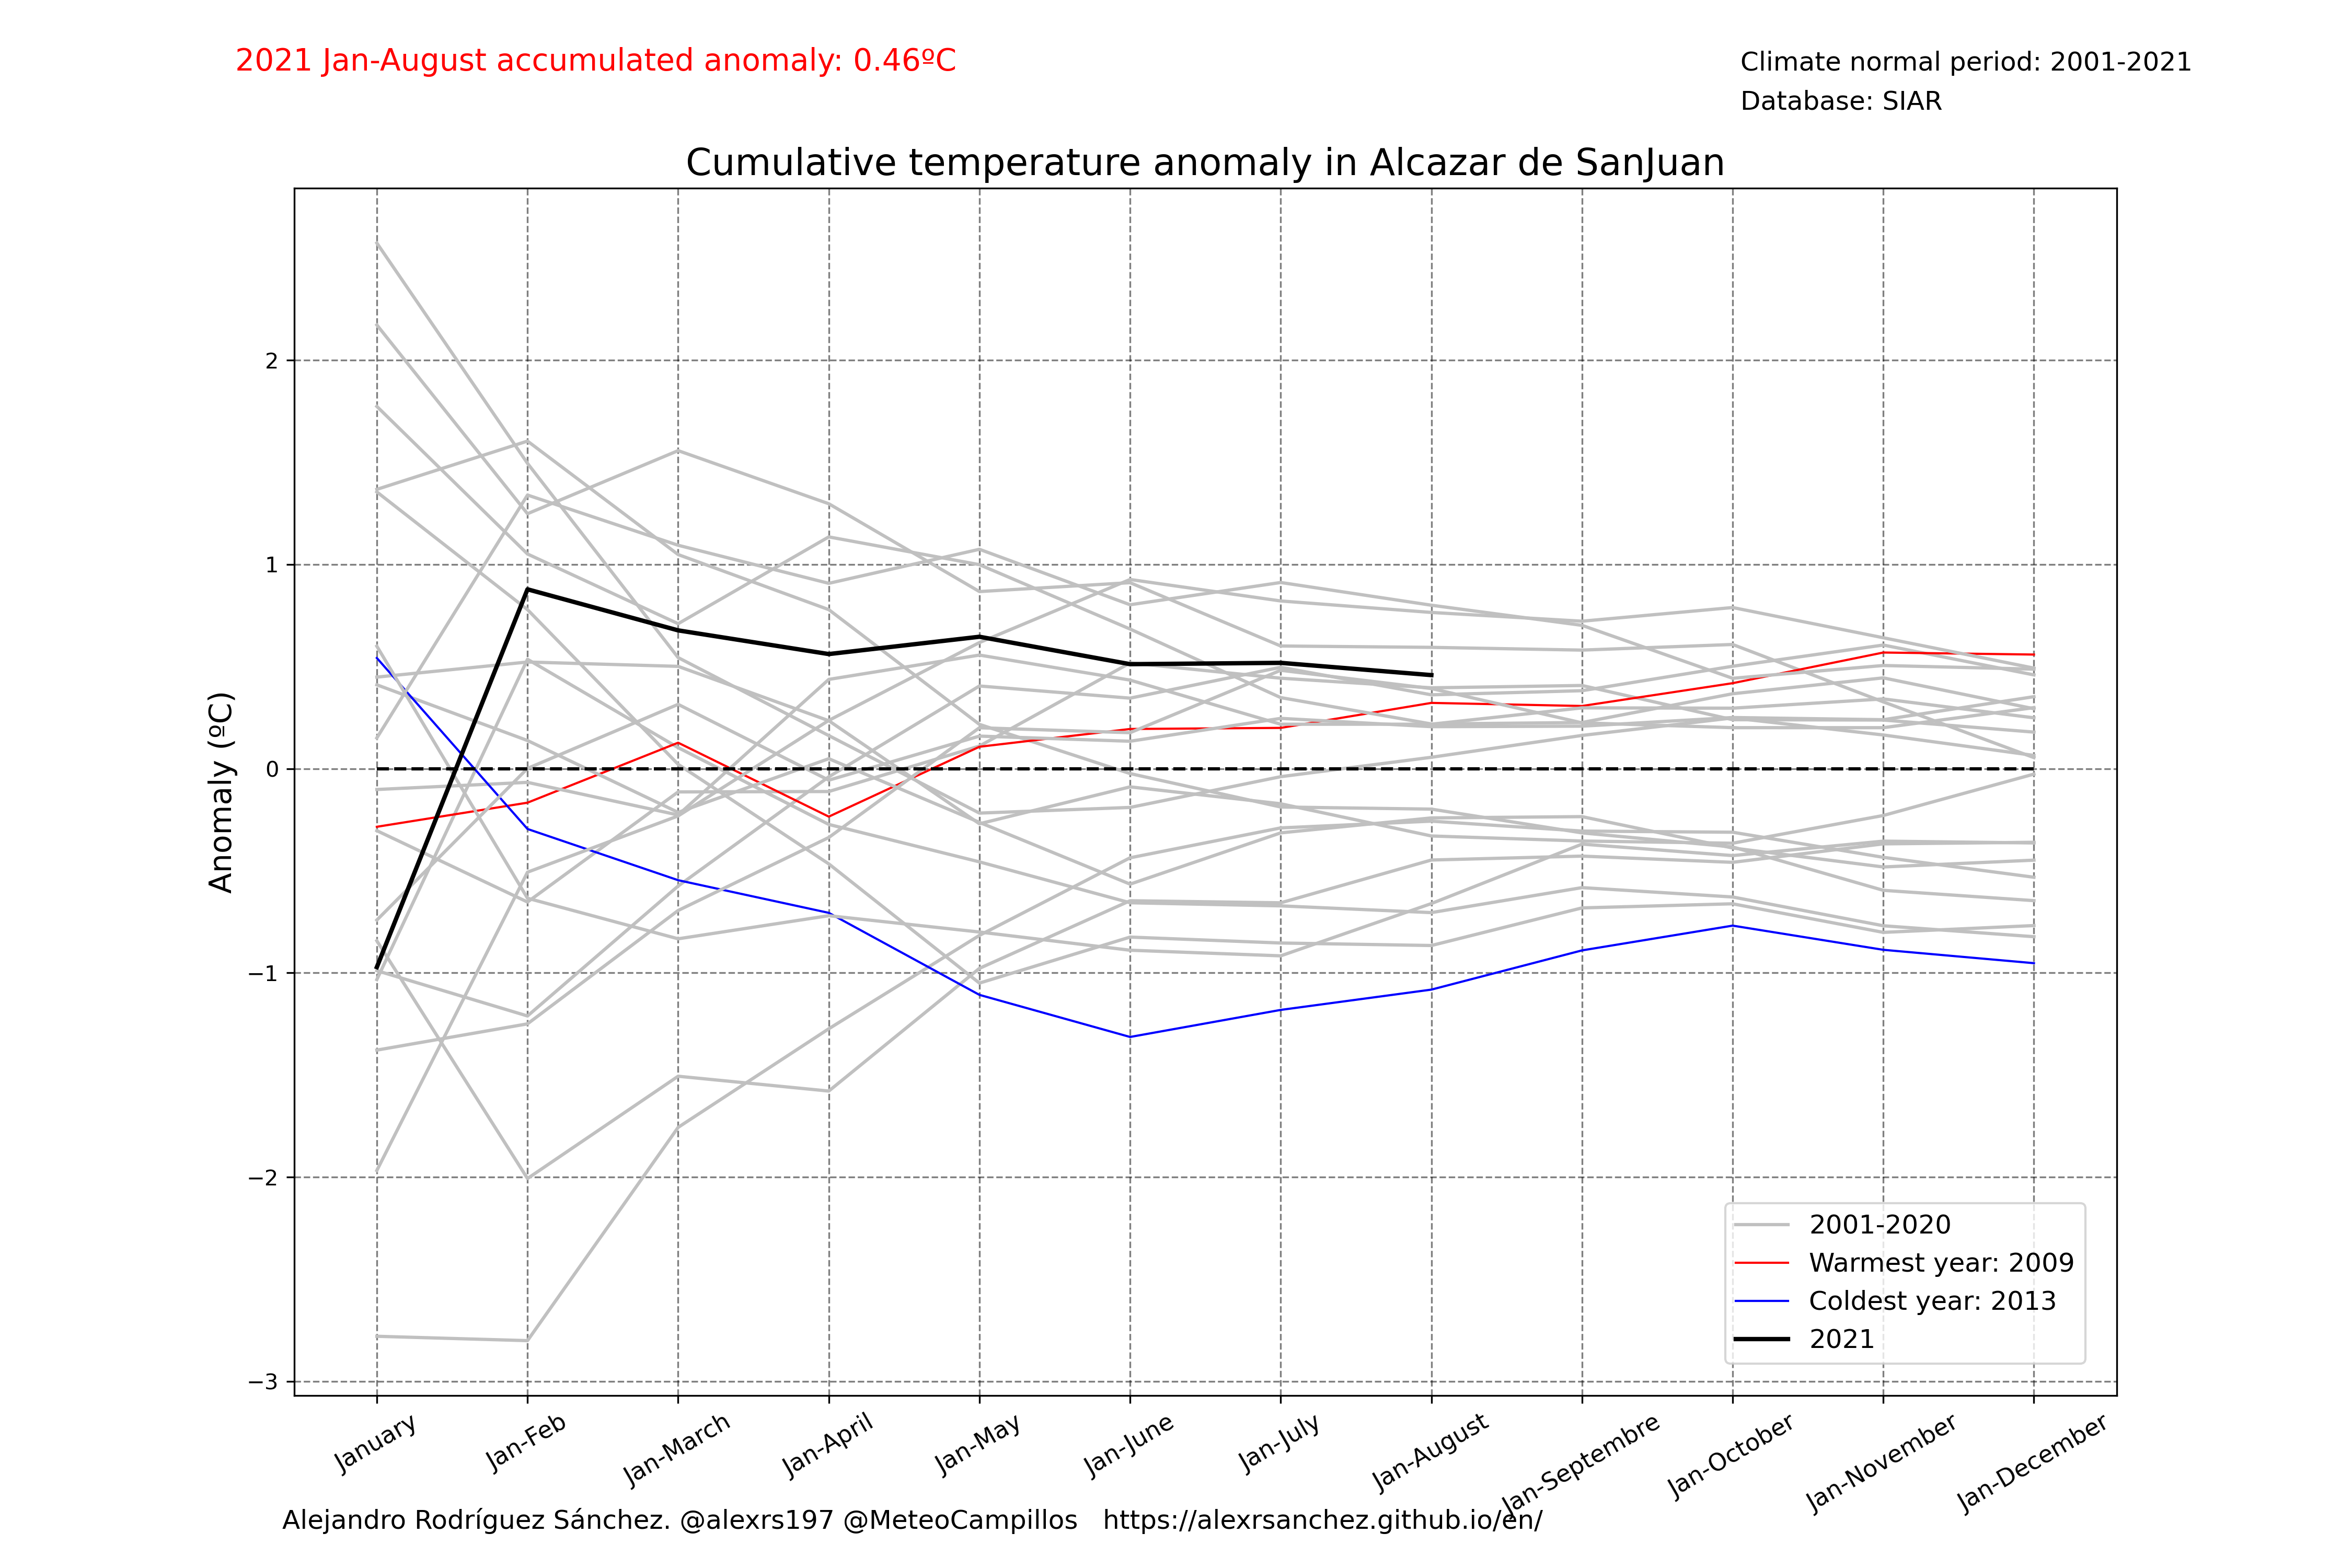 2021 Jan-August accumulated anomaly: 0.46ºC
Climate normal period: 2001-2021
Database: SIAR
Cumulative temperature anomaly in Alcazar de SanJuan
Anomaly (ºC)
2
1
0
−1
−2
−3
2001-2020
Warmest year: 2009
Coldest year: 2013
2021
January
Jan-Feb
Jan-March
Jan-April
Jan-May
Jan-June
Jan-July
Jan-August
Jan-Septembre
Jan-October
Jan-November
Jan-December
Alejandro Rodríguez Sánchez. @alexrs197 @MeteoCampillos https://alexrsanchez.github.io/en/